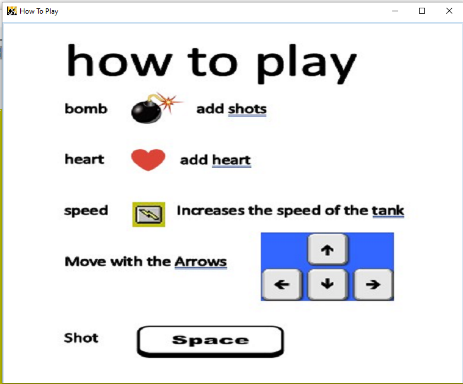 How To Play
how to play
bomb add shots
heart add heart
speed Increases the speed of the tank
Move with the Arrows
Shot Space